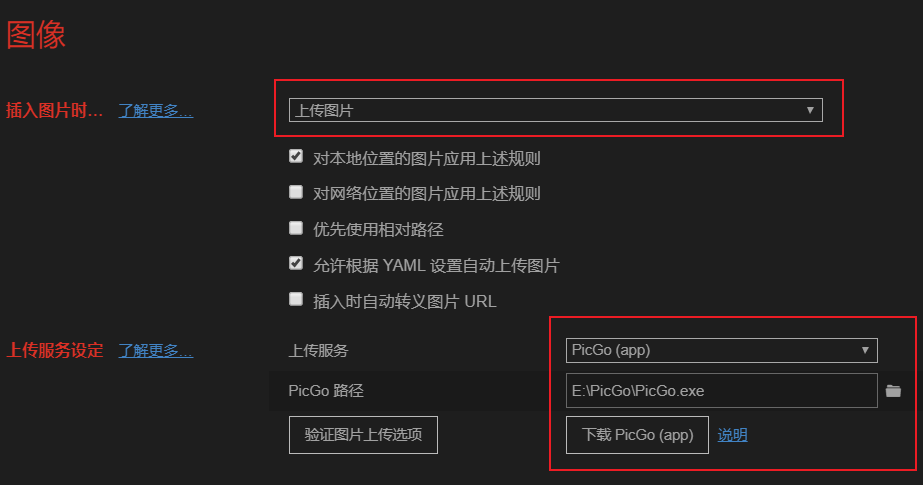 图像
插入图片时... 了解更多... 上传图片
对本地位置的图片应用上述规则
对网络位置的图片应用上述规则
优先使用相对路径
允许根据 YAML 设置自动上传图片
插入时自动转义图片 URL
上传服务设定 了解更多... 上传服务 PicGo (app)
PicGo 路径 E:\PicGo\PicGo.exe
验证图片上传选项 下载 PicGo (app) 说明